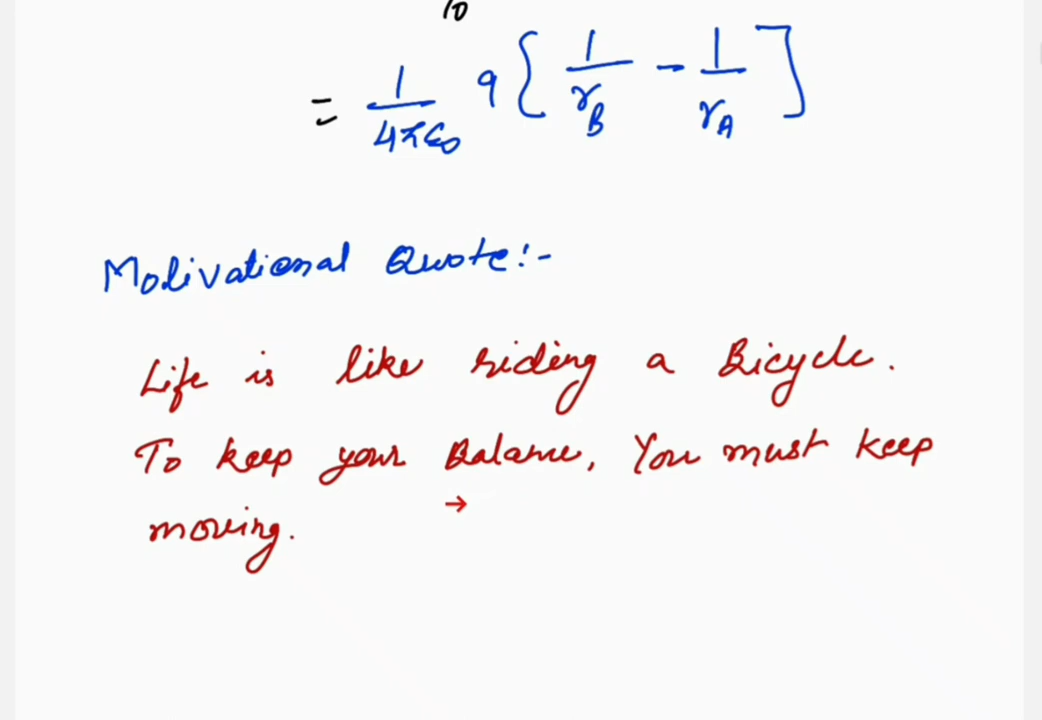 10
= 1/4πε₀ q [ 1/r_B - 1/r_A ]
Motivational Quote:-
Life is like riding a Bicycle.
To keep your Balance, You must keep
→
moving.